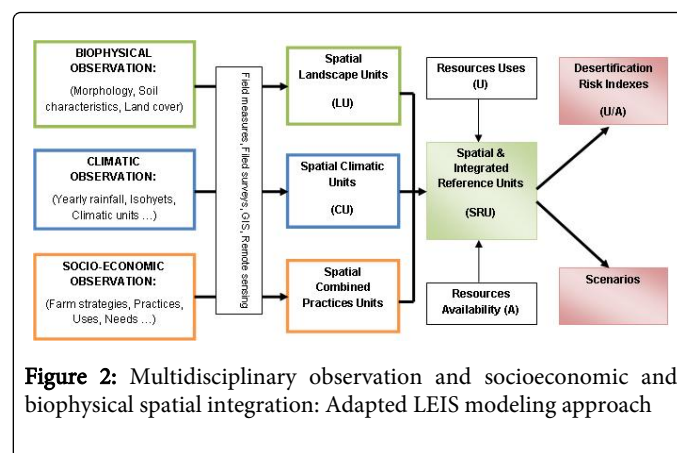 BIOPHYSICAL
OBSERVATION:
(Morphology, Soil
characteristics, Land cover)
CLIMATIC
OBSERVATION:
(Yearly rainfall, Isohyets,
Climatic units ...)
SOCIO-ECONOMIC
OBSERVATION:
(Farm strategies, Practices,
Uses, Needs ...)
Field measures, Filed surveys, GIS, Remote sensing
Spatial
Landscape Units
(LU)
Spatial Climatic
Units
(CU)
Spatial
Combined
Practices Units
Resources Uses
(U)
Spatial &
Integrated
Reference Units
(SRU)
Resources
Availability (A)
Desertification
Risk Indexes
(U/A)
Scenarios
Figure 2: Multidisciplinary observation and socioeconomic and
biophysical spatial integration: Adapted LEIS modeling approach